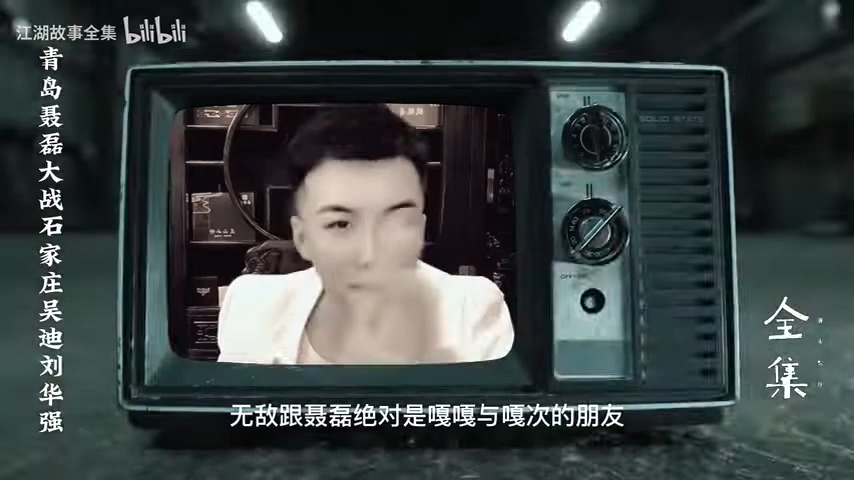 江湖故事全集 bilibili
青岛聂磊大战石家庄吴迪刘华强
SOLID STATE
全集
无敌跟聂磊绝对是嘎嘎与嘎次的朋友